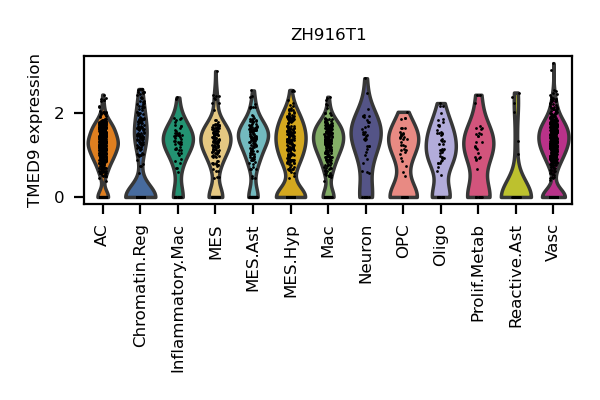 ZH916T1
TMED9 expression
2
0
AC
Chromatin.Reg
Inflammatory.Mac
MES
MES.Ast
MES.Hyp
Mac
Neuron
OPC
Oligo
Prolif.Metab
Reactive.Ast
Vasc